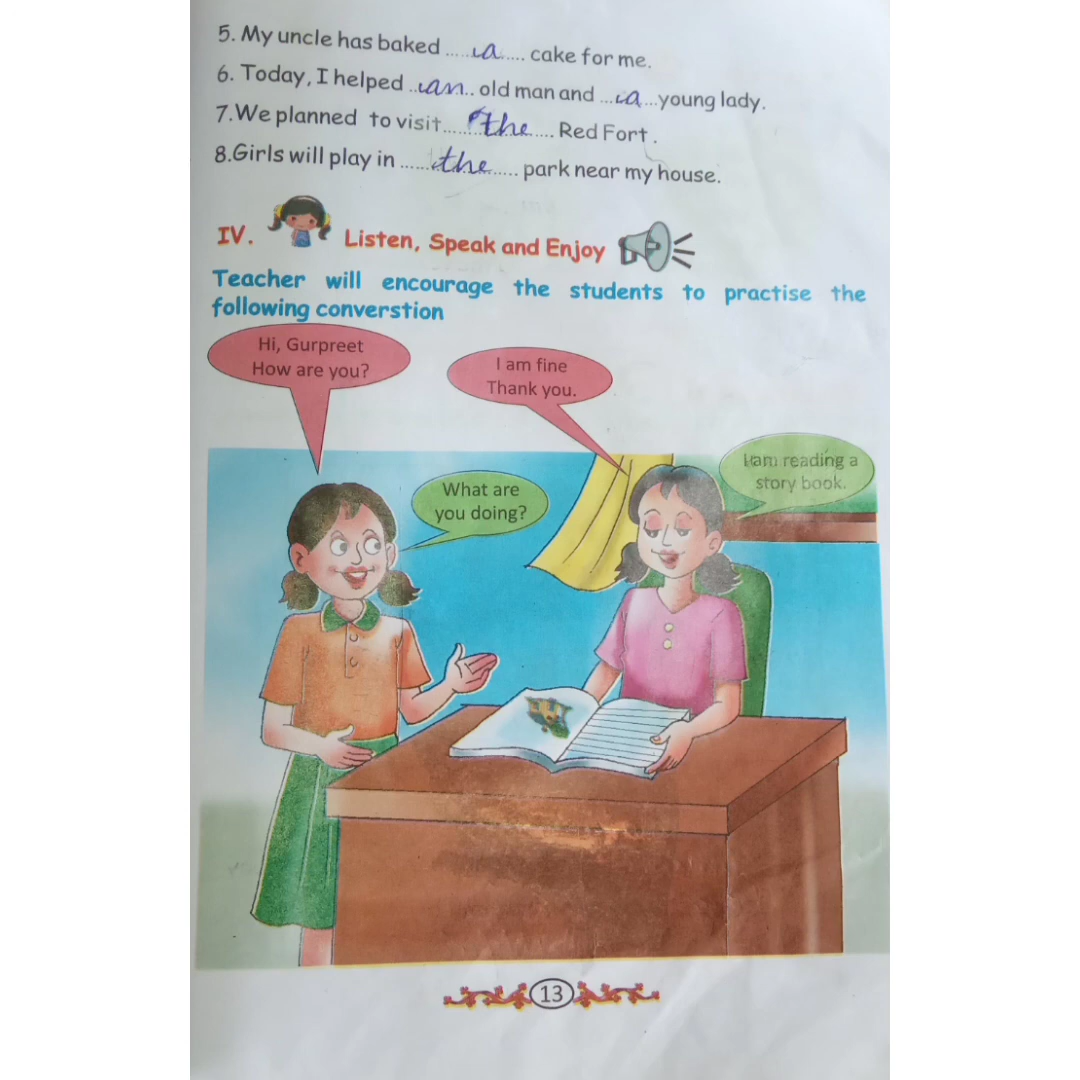 5. My uncle has baked .....a..... cake for me.
6. Today, I helped ..an.. old man and ...a...young lady.
7.We planned to visit......the.... Red Fort .
8.Girls will play in ......the...... park near my house.
IV. Listen, Speak and Enjoy
Teacher will encourage the students to practise the
following converstion
Hi, Gurpreet
How are you?
I am fine
Thank you.
What are
you doing?
I am reading a
story book.
13